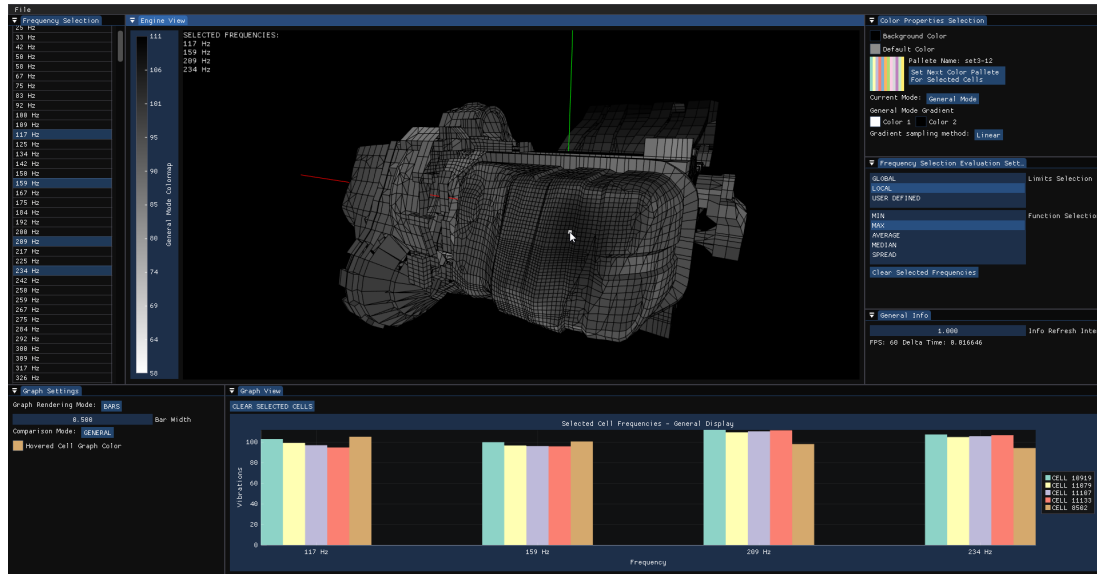 File
Frequency Selection
25 Hz
33 Hz
42 Hz
50 Hz
58 Hz
67 Hz
75 Hz
83 Hz
92 Hz
100 Hz
109 Hz
117 Hz
125 Hz
134 Hz
142 Hz
150 Hz
159 Hz
167 Hz
175 Hz
184 Hz
192 Hz
200 Hz
209 Hz
217 Hz
225 Hz
234 Hz
242 Hz
250 Hz
259 Hz
267 Hz
275 Hz
284 Hz
292 Hz
300 Hz
309 Hz
317 Hz
326 Hz
Engine View
111
106
101
95
90
85
80
74
69
64
58
General Mode Colormap
SELECTED FREQUENCIES:
117 Hz
159 Hz
209 Hz
234 Hz
Color Properties Selection
Background Color
Default Color
Pallete Name: set3-12
Set Next Color Pallete
For Selected Cells
Current Mode: General Mode
General Mode Gradient
Color 1 Color 2
Gradient sampling method: Linear
Frequency Selection Evaluation Sett.
GLOBAL
LOCAL
USER DEFINED
Limits Selection
MIN
MAX
AVERAGE
MEDIAN
SPREAD
Function Selectio
Clear Selected Frequencies
General Info
1.000 Info Refresh Inte
FPS: 60 Delta Time: 0.016646
Graph Settings
Graph Rendering Mode: BARS
0.500 Bar Width
Comparison Mode: GENERAL
Hovered Cell Graph Color
Graph View
CLEAR SELECTED CELLS
Selected Cell Frequencies - General Display
100
80
60
40
20
0
Vibrations
117 Hz
159 Hz
209 Hz
234 Hz
Frequency
CELL 10919
CELL 11079
CELL 11107
CELL 11133
CELL 8502